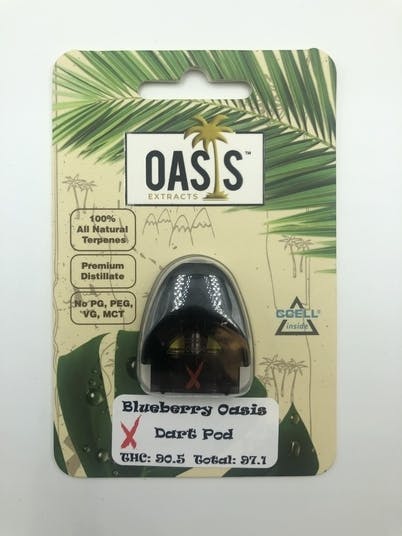 OASIS™
EXTRACTS
100%
All Natural
Terpenes
Premium
Distillate
No PG, PEG,
VG, MCT
CCELL®
inside
X
Blueberry Oasis
X Dart Pod
THC: 90.5 Total: 97.1